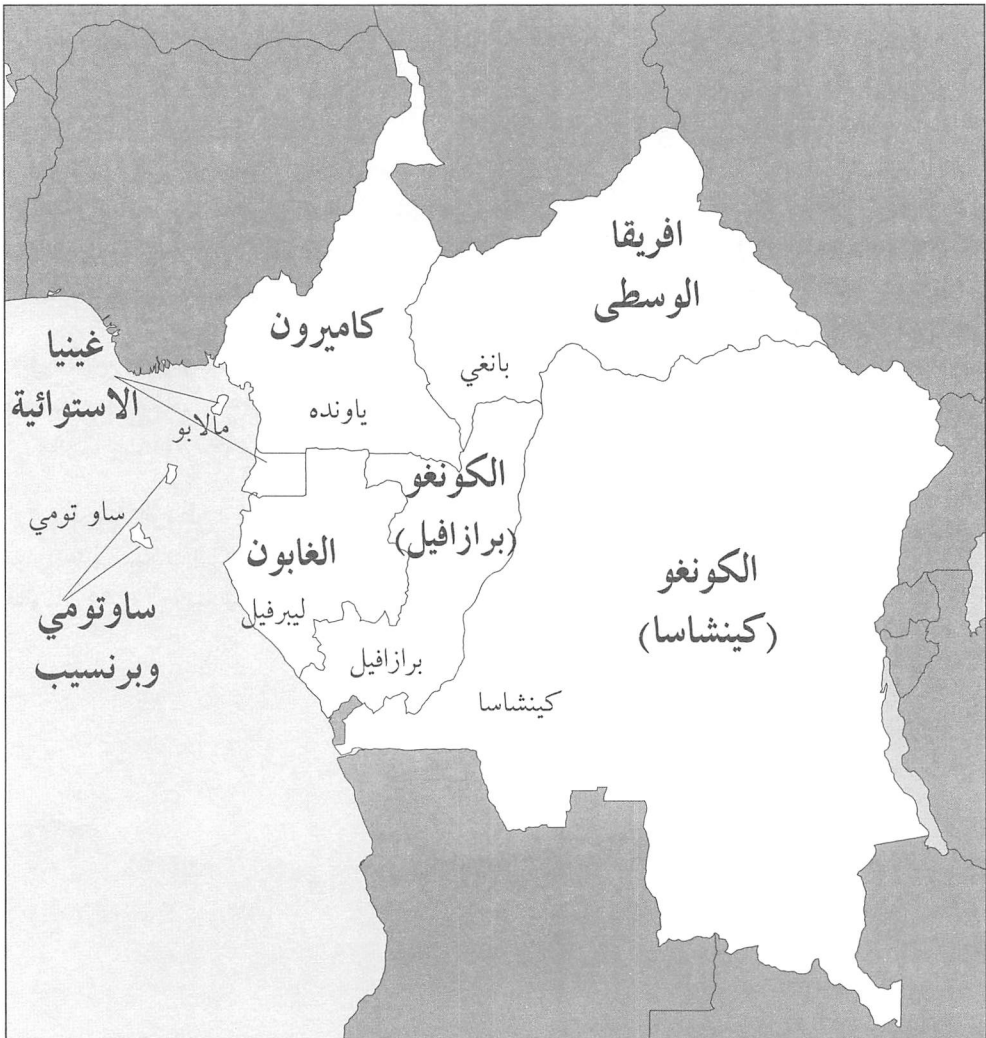 افريقا
الوسطى
كاميرون
غينيا
الاستوائية
بانغي
ياونده
مالابو
الكونغو
(برازافيل)
ساو تومي
الغابون
الكونغو
(كينشاسا)
ساوتومي
وبرنسيب
ليبرفيل
برازافيل
كينشاسا